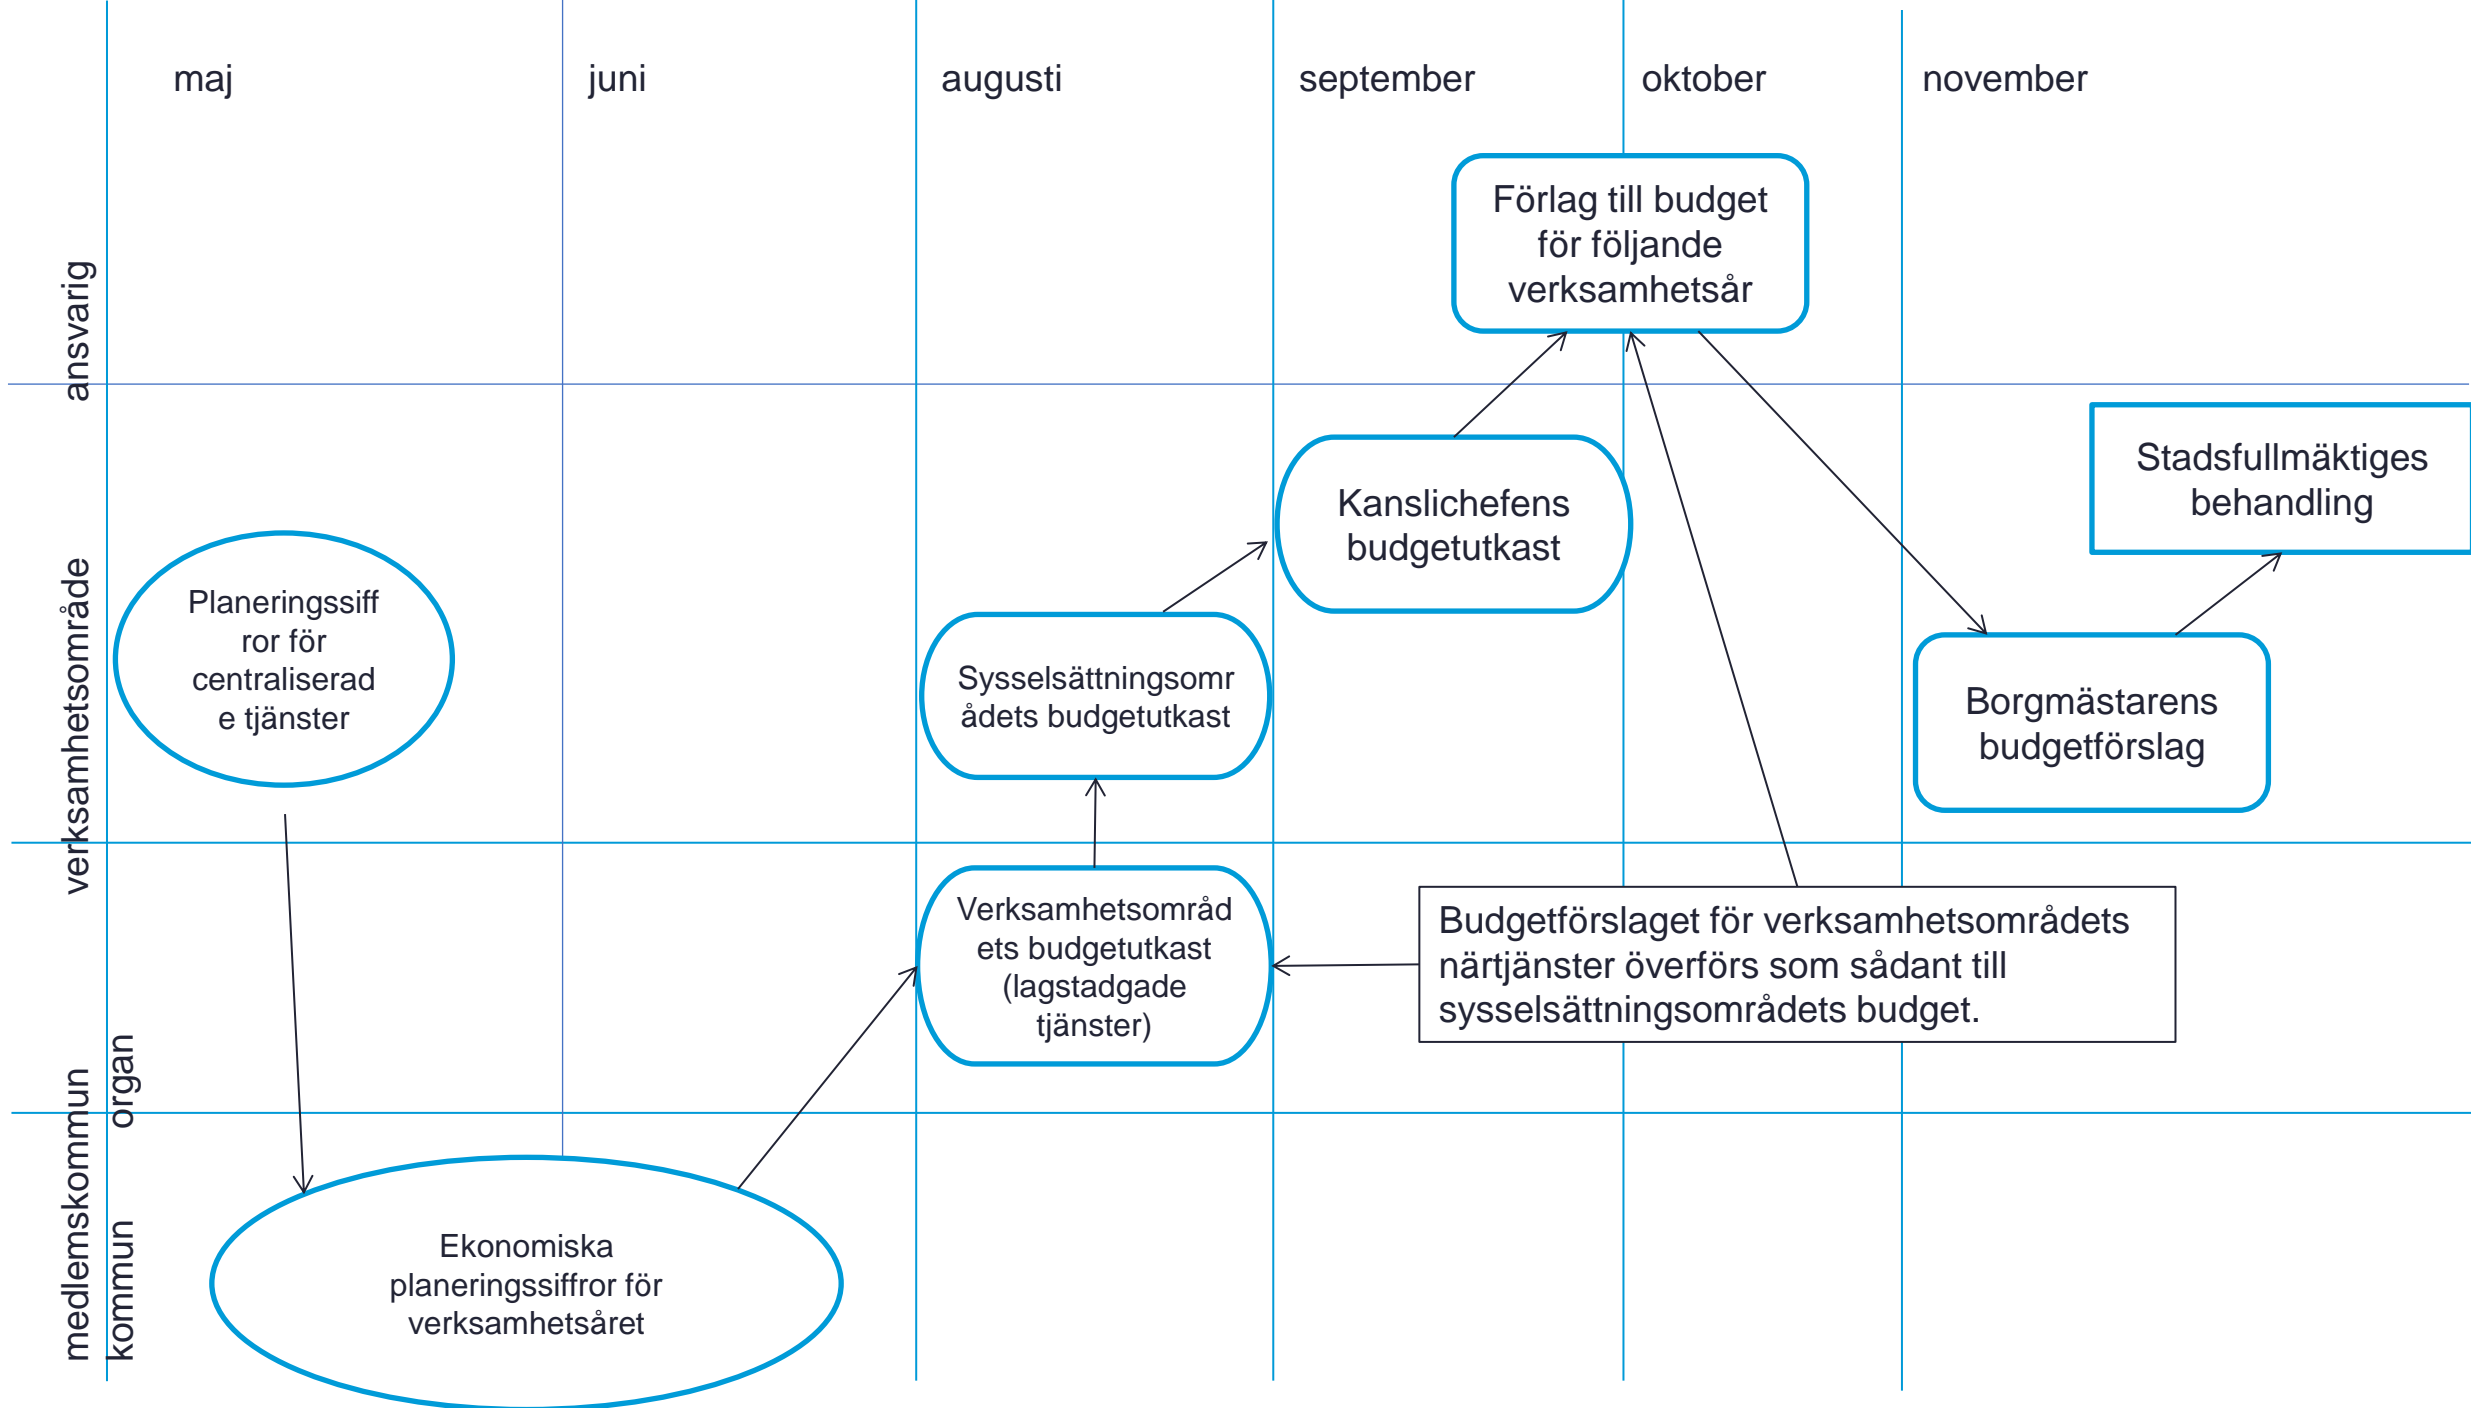 maj
juni
augusti
september
oktober
november
ansvarig
verksamhetsområde
organ
medlemskommun
kommun
Förlag till budget
för följande
verksamhetsår
Stadsfullmäktiges
behandling
Kanslichefens
budgetutkast
Planeringssiff
ror för
centraliserad
e tjänster
Sysselsättningsomr
ådets budgetutkast
Borgmästarens
budgetförslag
Verksamhetsområd
ets budgetutkast
(lagstadgade
tjänster)
Budgetförslaget för verksamhetsområdets
närtjänster överförs som sådant till
sysselsättningsområdets budget.
Ekonomiska
planeringssiffror för
verksamhetsåret